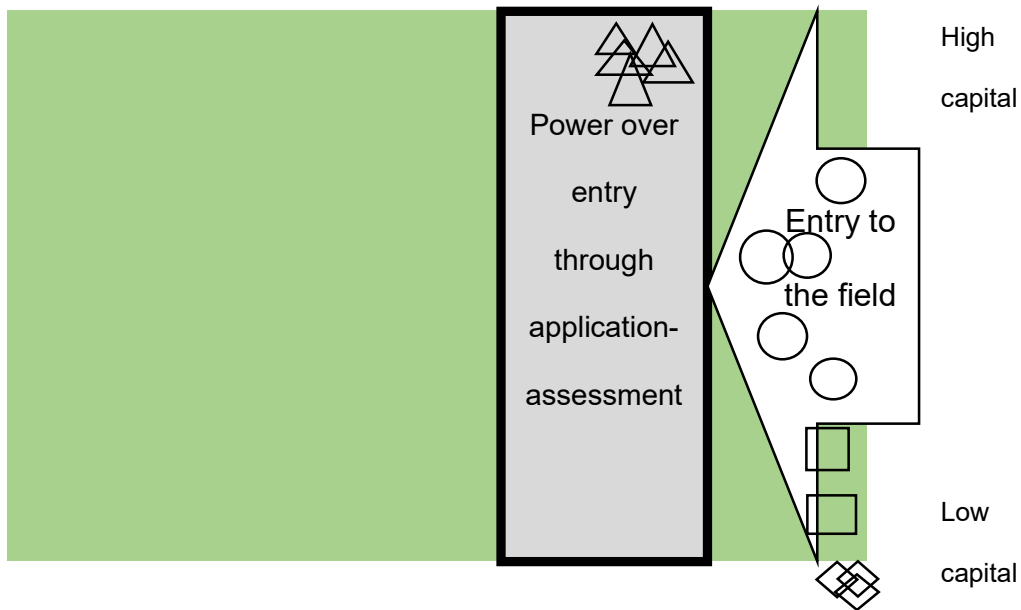 High
capital
Power over
entry
through
application-
assessment
Entry to
the field
Low
capital